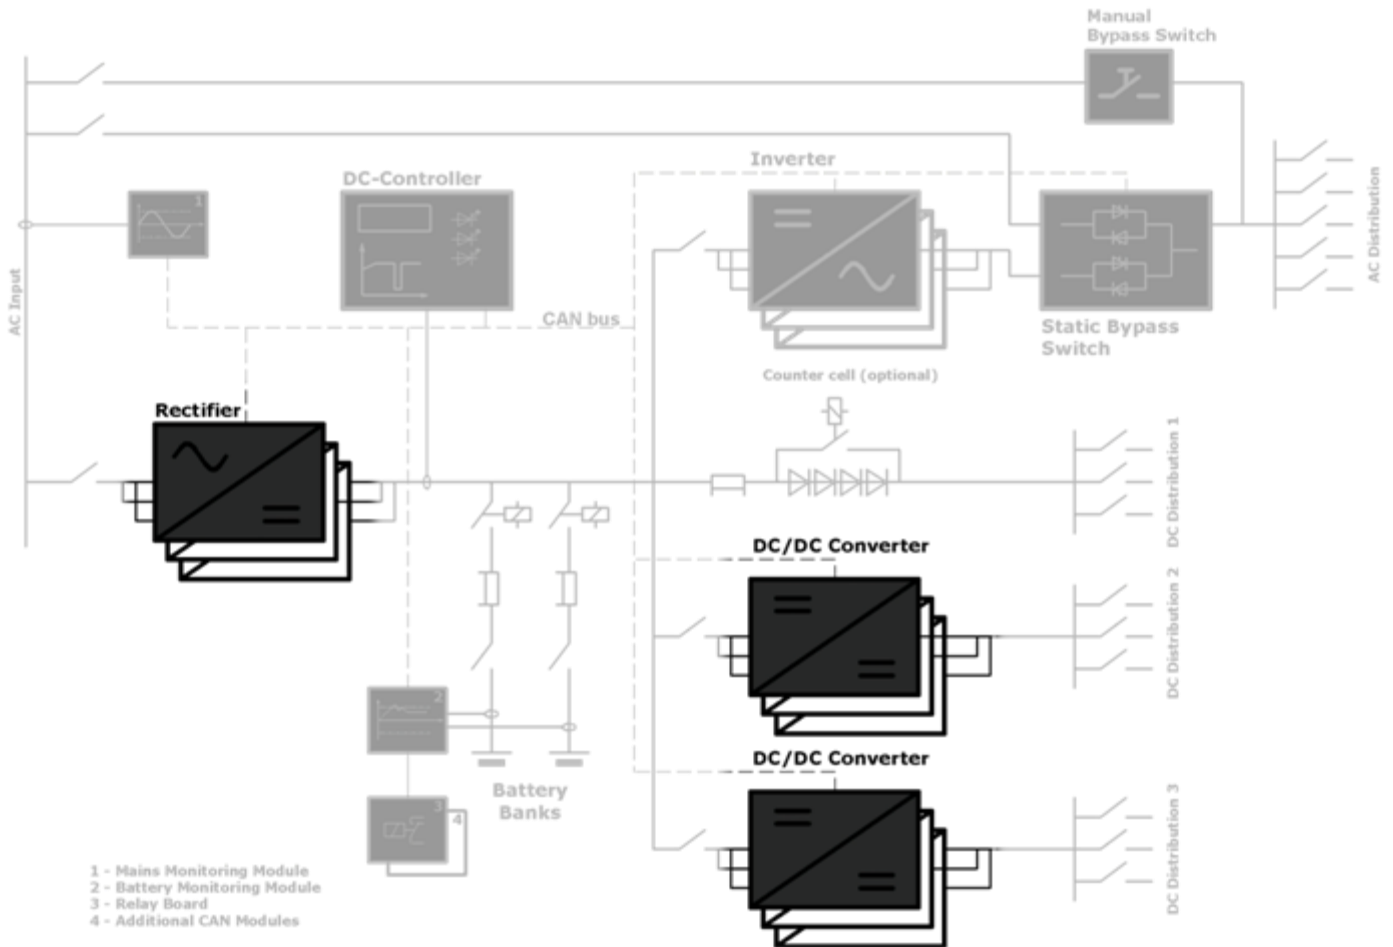 Manual
Bypass Switch
Inverter
DC-Controller
1
AC Input
AC Distribution
CAN bus
Static Bypass
Switch
Counter cell (optional)
Rectifier
DC Distribution 1
DC/DC Converter
DC Distribution 2
2
DC/DC Converter
Battery
Banks
3
4
DC Distribution 3
1 - Mains Monitoring Module
2 - Battery Monitoring Module
3 - Relay Board
4 - Additional CAN Modules